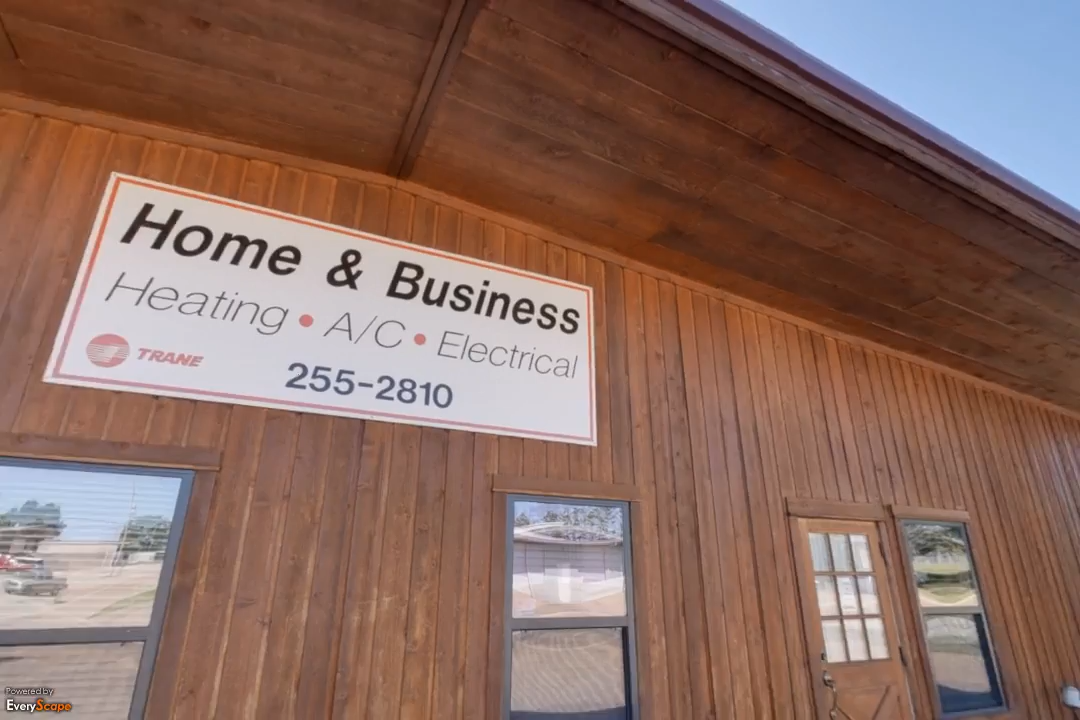 Home & Business
Heating • A/C • Electrical
TRANE
255-2810
Powered by
EveryScape